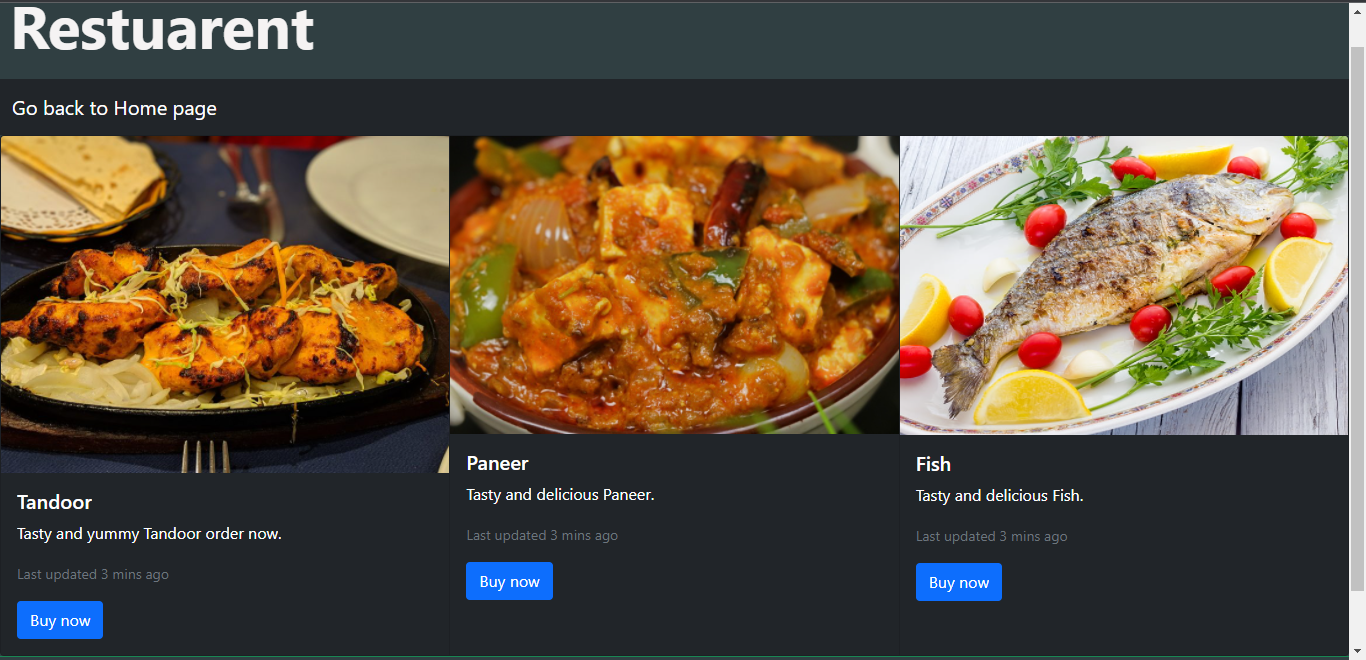 Restuarent
Go back to Home page
Tandoor
Tasty and yummy Tandoor order now.
Last updated 3 mins ago
Buy now
Paneer
Tasty and delicious Paneer.
Last updated 3 mins ago
Buy now
Fish
Tasty and delicious Fish.
Last updated 3 mins ago
Buy now